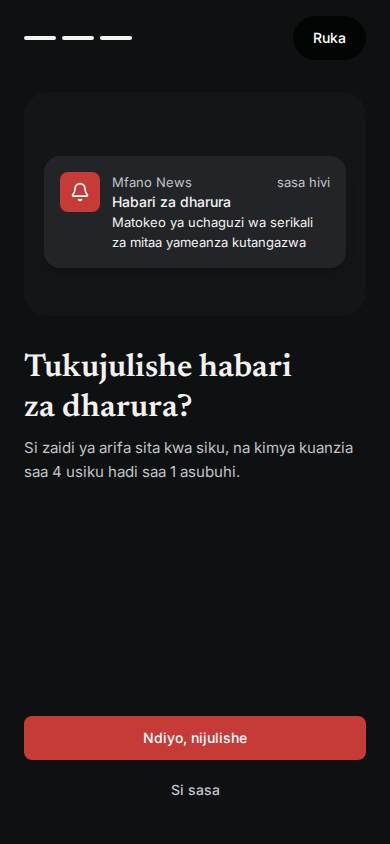 Ruka
Mfano News sasa hivi
Habari za dharura
Matokeo ya uchaguzi wa serikali
za mitaa yameanza kutangazwa
Tukujulishe habari
za dharura?
Si zaidi ya arifa sita kwa siku, na kimya kuanzia
saa 4 usiku hadi saa 1 asubuhi.
Ndiyo, nijulishe
Si sasa